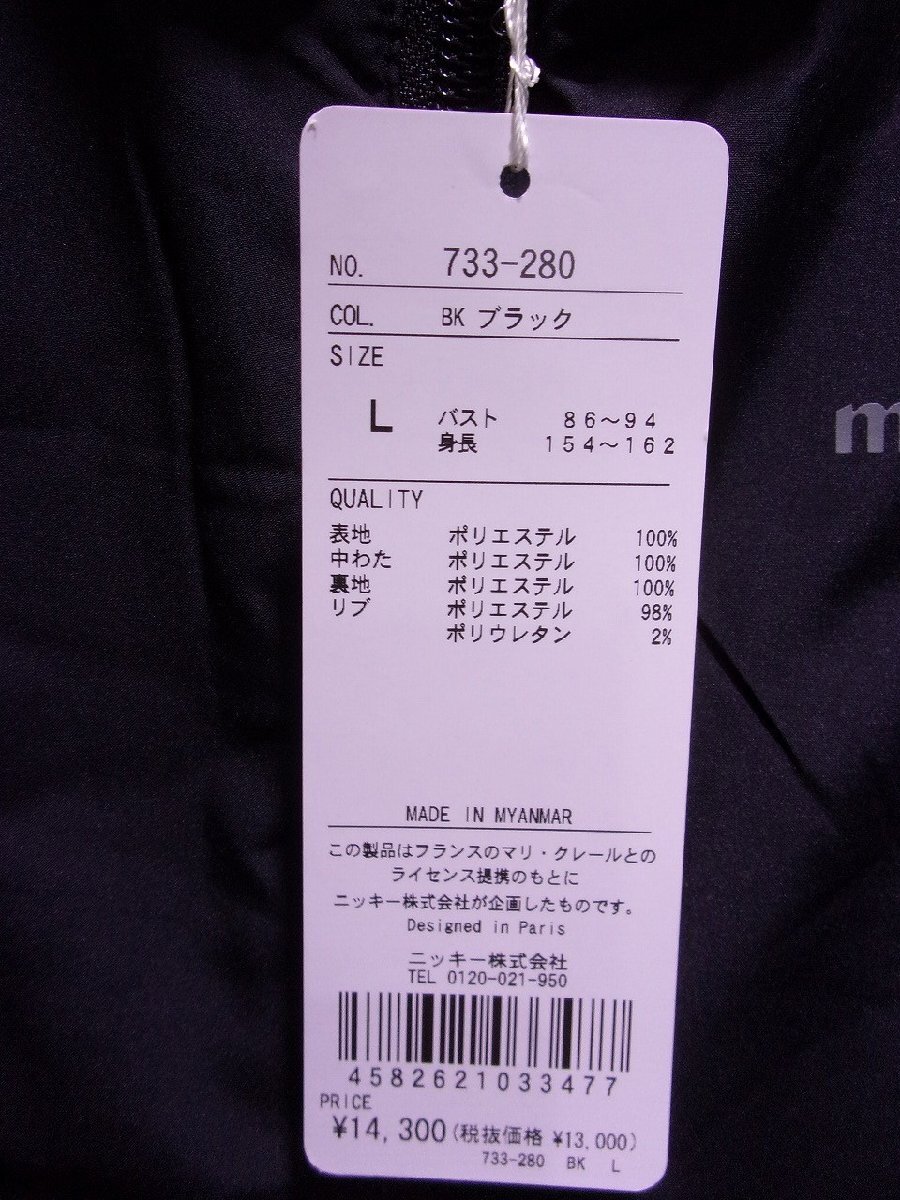 NO. 733-280
COL. BK ブラック
SIZE
L バスト 86～94
身長 154～162
QUALITY
表地 ポリエステル 100%
中わた ポリエステル 100%
裏地 ポリエステル 100%
リブ ポリエステル 98%
ポリウレタン 2%
MADE IN MYANMAR
この製品はフランスのマリ・クレールとの
ライセンス提携のもとに
ニッキー株式会社が企画したものです。
Designed in Paris
ニッキー株式会社
TEL 0120-021-950
4582621033477
PRICE
¥14,300(税抜価格 ¥13,000)
733-280 BK L
m